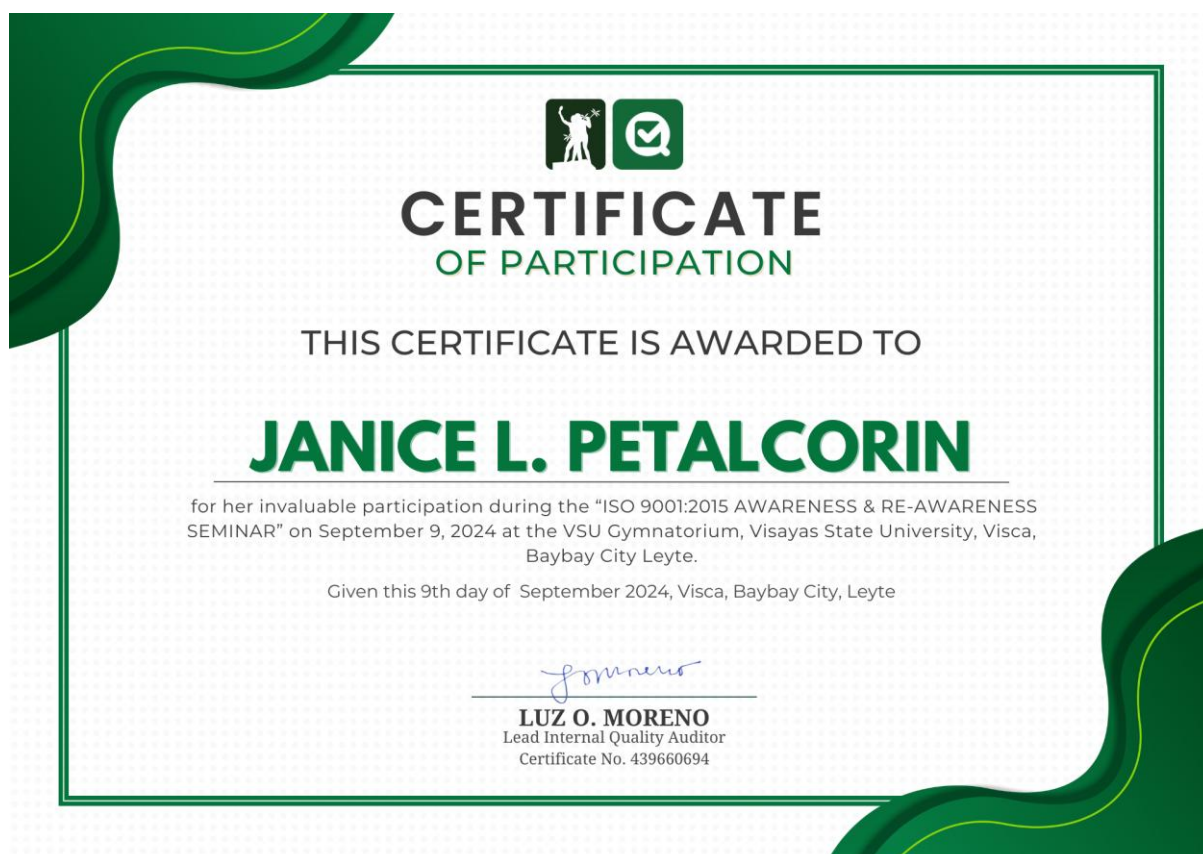 CERTIFICATE
OF PARTICIPATION
THIS CERTIFICATE IS AWARDED TO
JANICE L. PETALCORIN
for her invaluable participation during the “ISO 9001:2015 AWARENESS & RE-AWARENESS
SEMINAR” on September 9, 2024 at the VSU Gymnatorium, Visayas State University, Visca,
Baybay City Leyte.
Given this 9th day of September 2024, Visca, Baybay City, Leyte
LUZ O. MORENO
Lead Internal Quality Auditor
Certificate No. 439660694